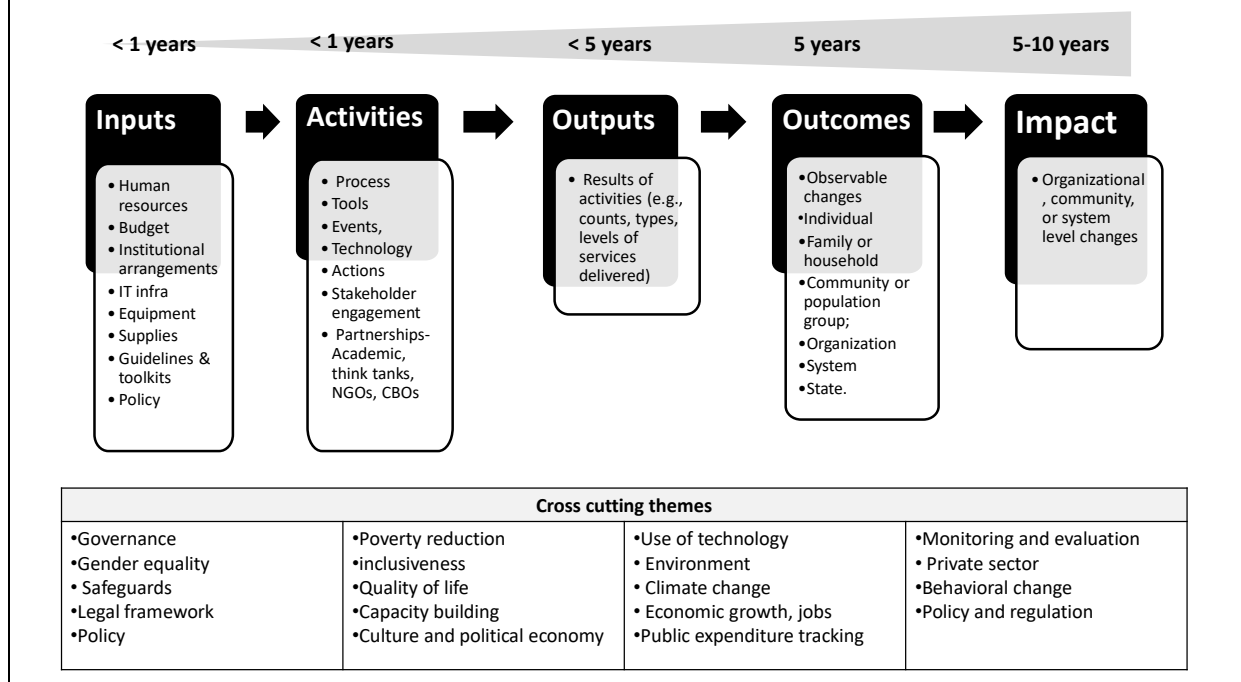 < 1 years
< 1 years
< 5 years
5 years
5-10 years
Inputs
• Human
resources
• Budget
• Institutional
arrangements
• IT infra
• Equipment
• Supplies
• Guidelines &
toolkits
• Policy
Activities
• Process
• Tools
• Events,
• Technology
• Actions
• Stakeholder
engagement
• Partnerships-
Academic,
think tanks,
NGOs, CBOs
Outputs
• Results of
activities (e.g.,
counts, types,
levels of
services
delivered)
Outcomes
•Observable
changes
•Individual
•Family or
household
•Community or
population
group;
•Organization
•System
•State.
Impact
• Organizational
, community,
or system
level changes
Cross cutting themes
•Governance
•Gender equality
• Safeguards
•Legal framework
•Policy
•Poverty reduction
•inclusiveness
•Quality of life
•Capacity building
•Culture and political economy
•Use of technology
• Environment
• Climate change
• Economic growth, jobs
•Public expenditure tracking
•Monitoring and evaluation
• Private sector
•Behavioral change
•Policy and regulation